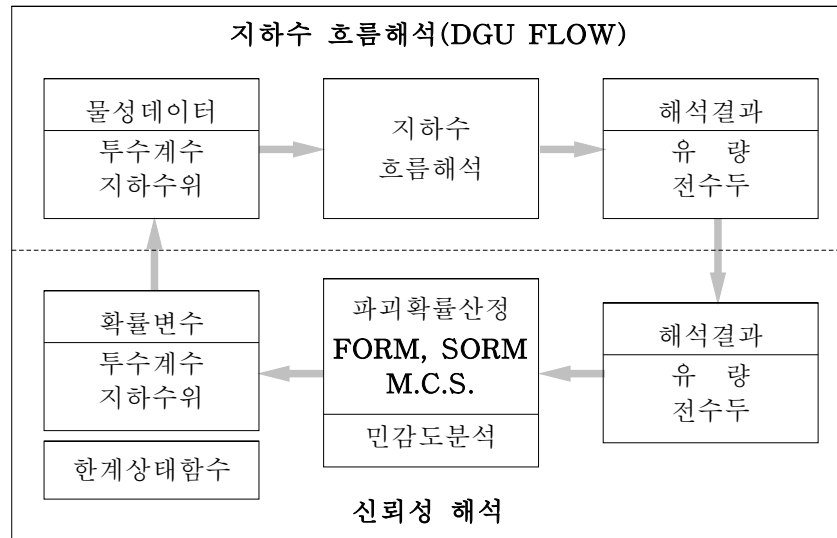 지하수 흐름해석(DGU FLOW)
물성데이터
투수계수
지하수위
지하수
흐름해석
해석결과
유 량
전수두
확률변수
투수계수
지하수위
한계상태함수
파괴확률산정
FORM, SORM
M.C.S.
민감도분석
해석결과
유 량
전수두
신뢰성 해석